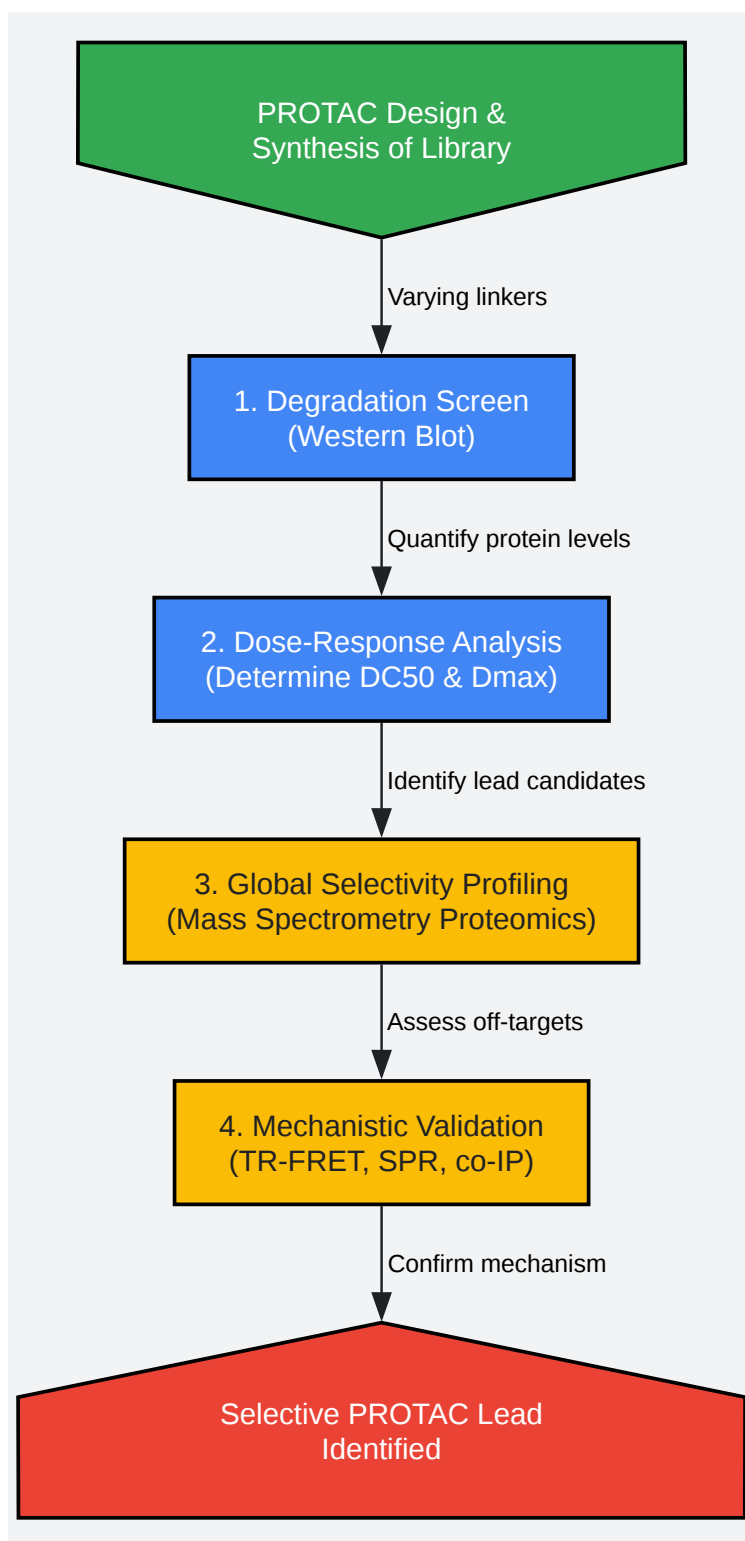 PROTAC Design &
Synthesis of Library
Varying linkers
1. Degradation Screen
(Western Blot)
Quantify protein levels
2. Dose-Response Analysis
(Determine DC50 & Dmax)
Identify lead candidates
3. Global Selectivity Profiling
(Mass Spectrometry Proteomics)
Assess off-targets
4. Mechanistic Validation
(TR-FRET, SPR, co-IP)
Confirm mechanism
Selective PROTAC Lead
Identified